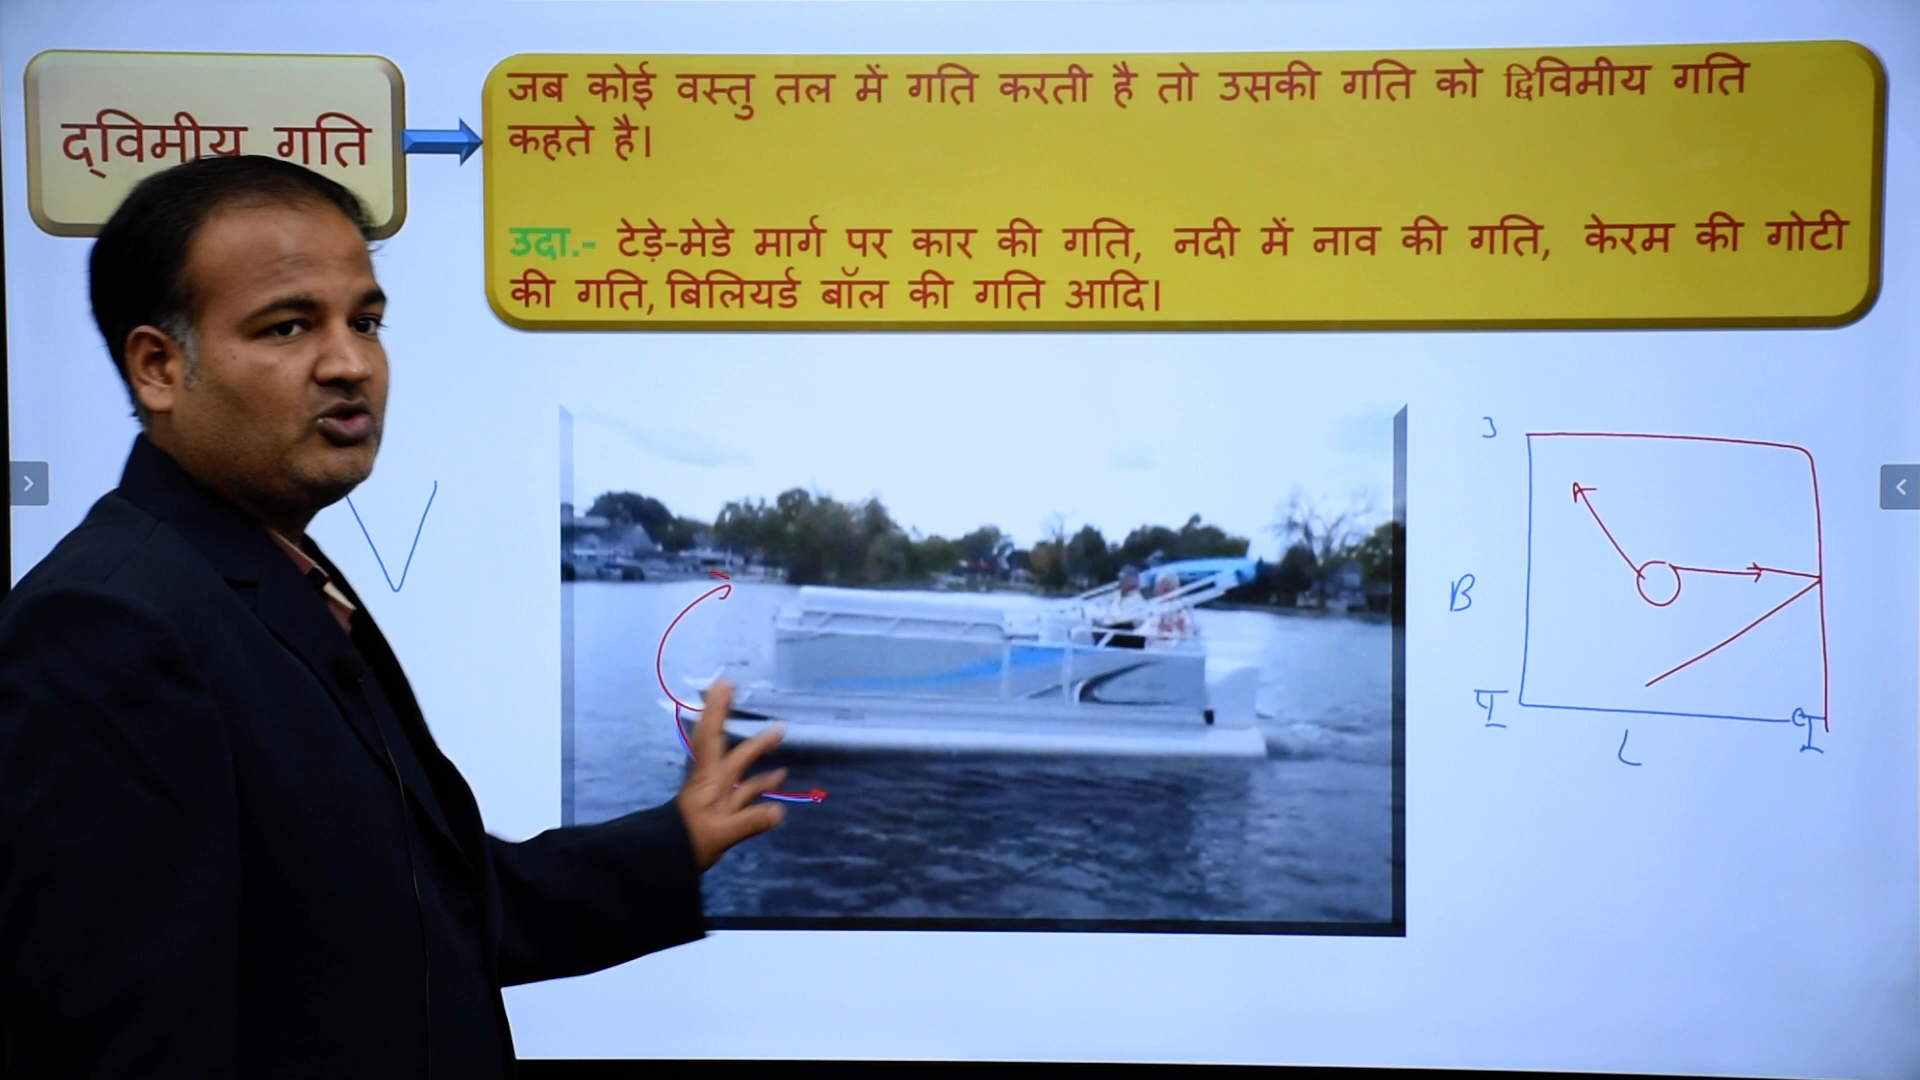 द्विमीय गति
जब कोई वस्तु तल में गति करती है तो उसकी गति को द्विविमीय गति
कहते है।
उदा.- टेड़े-मेडे मार्ग पर कार की गति, नदी में नाव की गति, केरम की गोटी
की गति, बिलियर्ड बॉल की गति आदि।
B
L